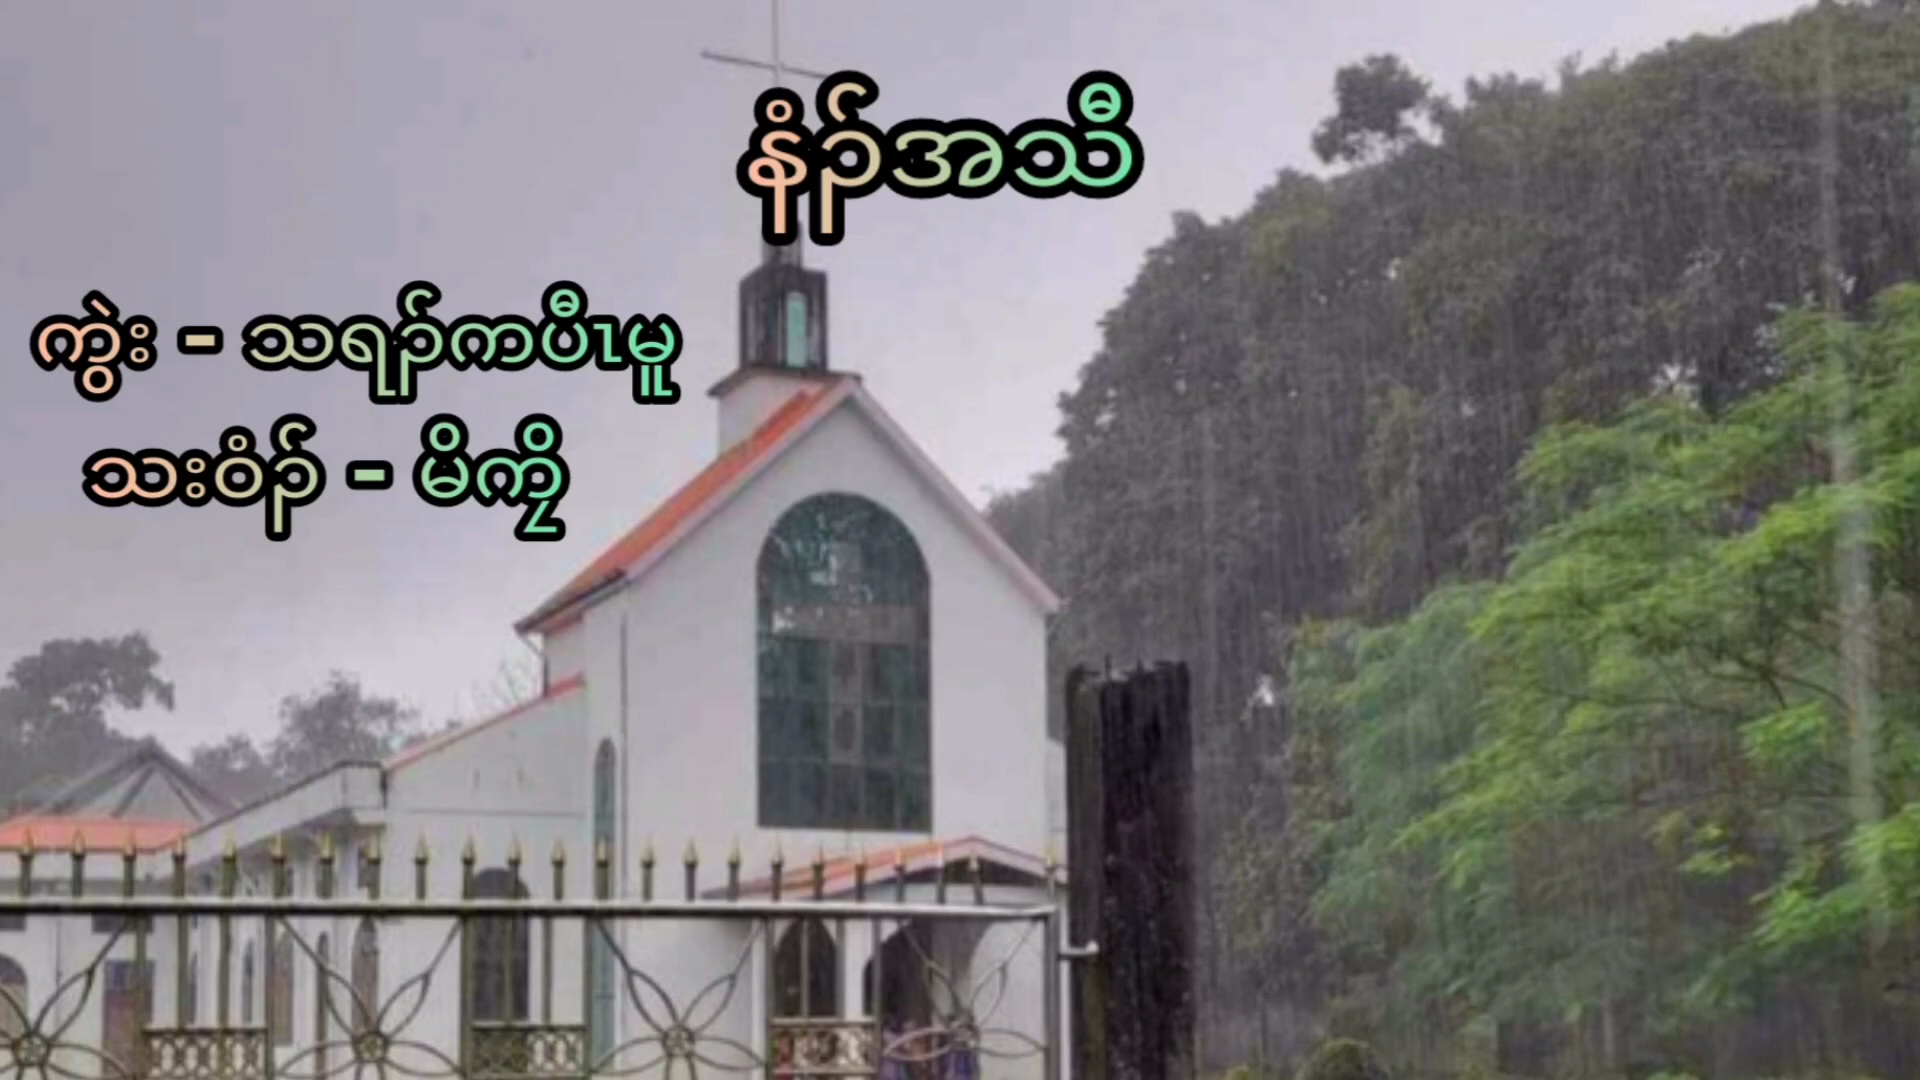 နံၣ်အသီ
ကွဲး - သရၣ်ကပီၤမူ
သးဝံၣ် - မိကၠိ